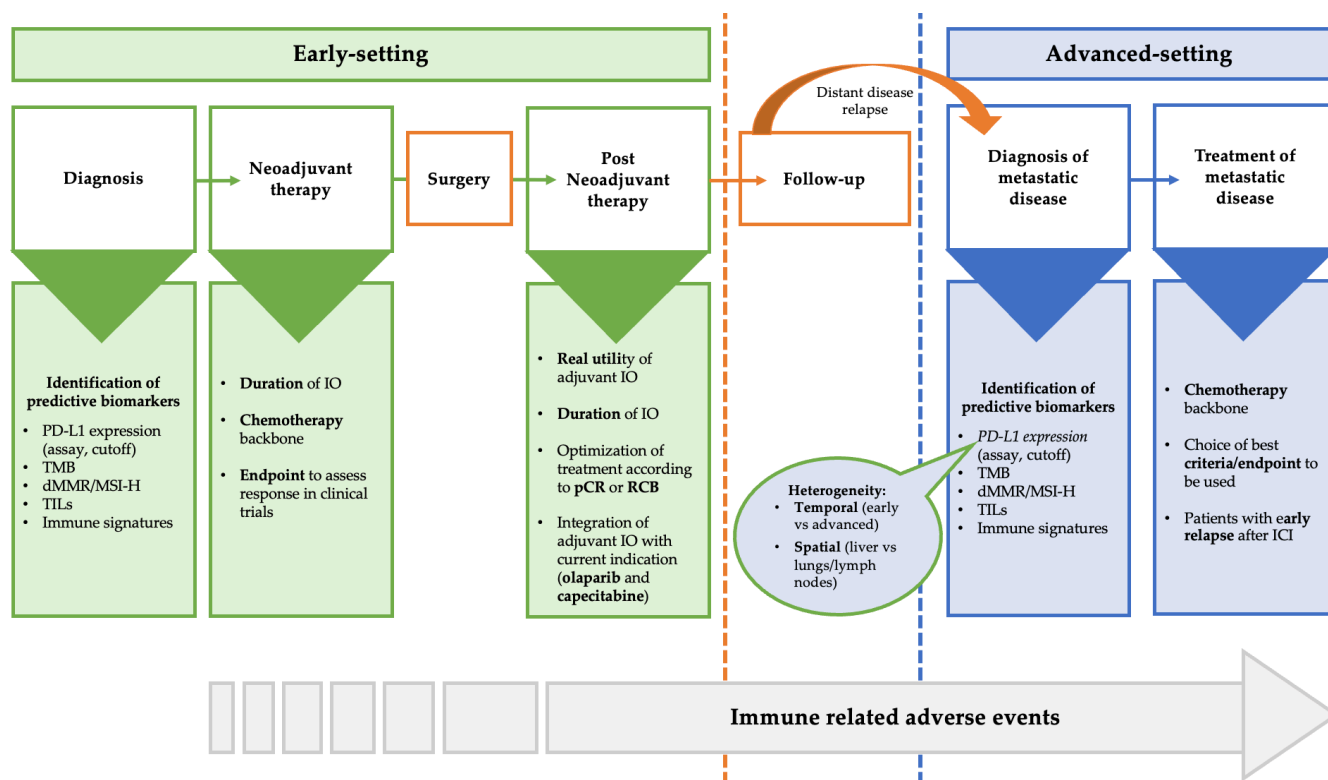 Early-setting
Advanced-setting
Distant disease
relapse
Diagnosis
Neoadjuvant
therapy
Surgery
Post
Neoadjuvant
therapy
Follow-up
Diagnosis of
metastatic
disease
Treatment of
metastatic
disease
Identification of
predictive biomarkers
• PD-L1 expression
(assay, cutoff)
• TMB
• dMMR/MSI-H
• TILs
• Immune signatures
• Duration of IO
• Chemotherapy
backbone
• Endpoint to assess
response in clinical
trials
• Real utility of
adjuvant IO
• Duration of IO
• Optimization of
treatment according
to pCR or RCB
• Integration of
adjuvant IO with
current indication
(olaparib and
capecitabine)
Heterogeneity:
• Temporal (early
vs advanced)
• Spatial (liver vs
lungs/lymph
nodes)
Identification of
predictive biomarkers
• PD-L1 expression
(assay, cutoff)
• TMB
• dMMR/MSI-H
• TILs
• Immune signatures
• Chemotherapy
backbone
• Choice of best
criteria/endpoint to
be used
• Patients with early
relapse after ICI
Immune related adverse events